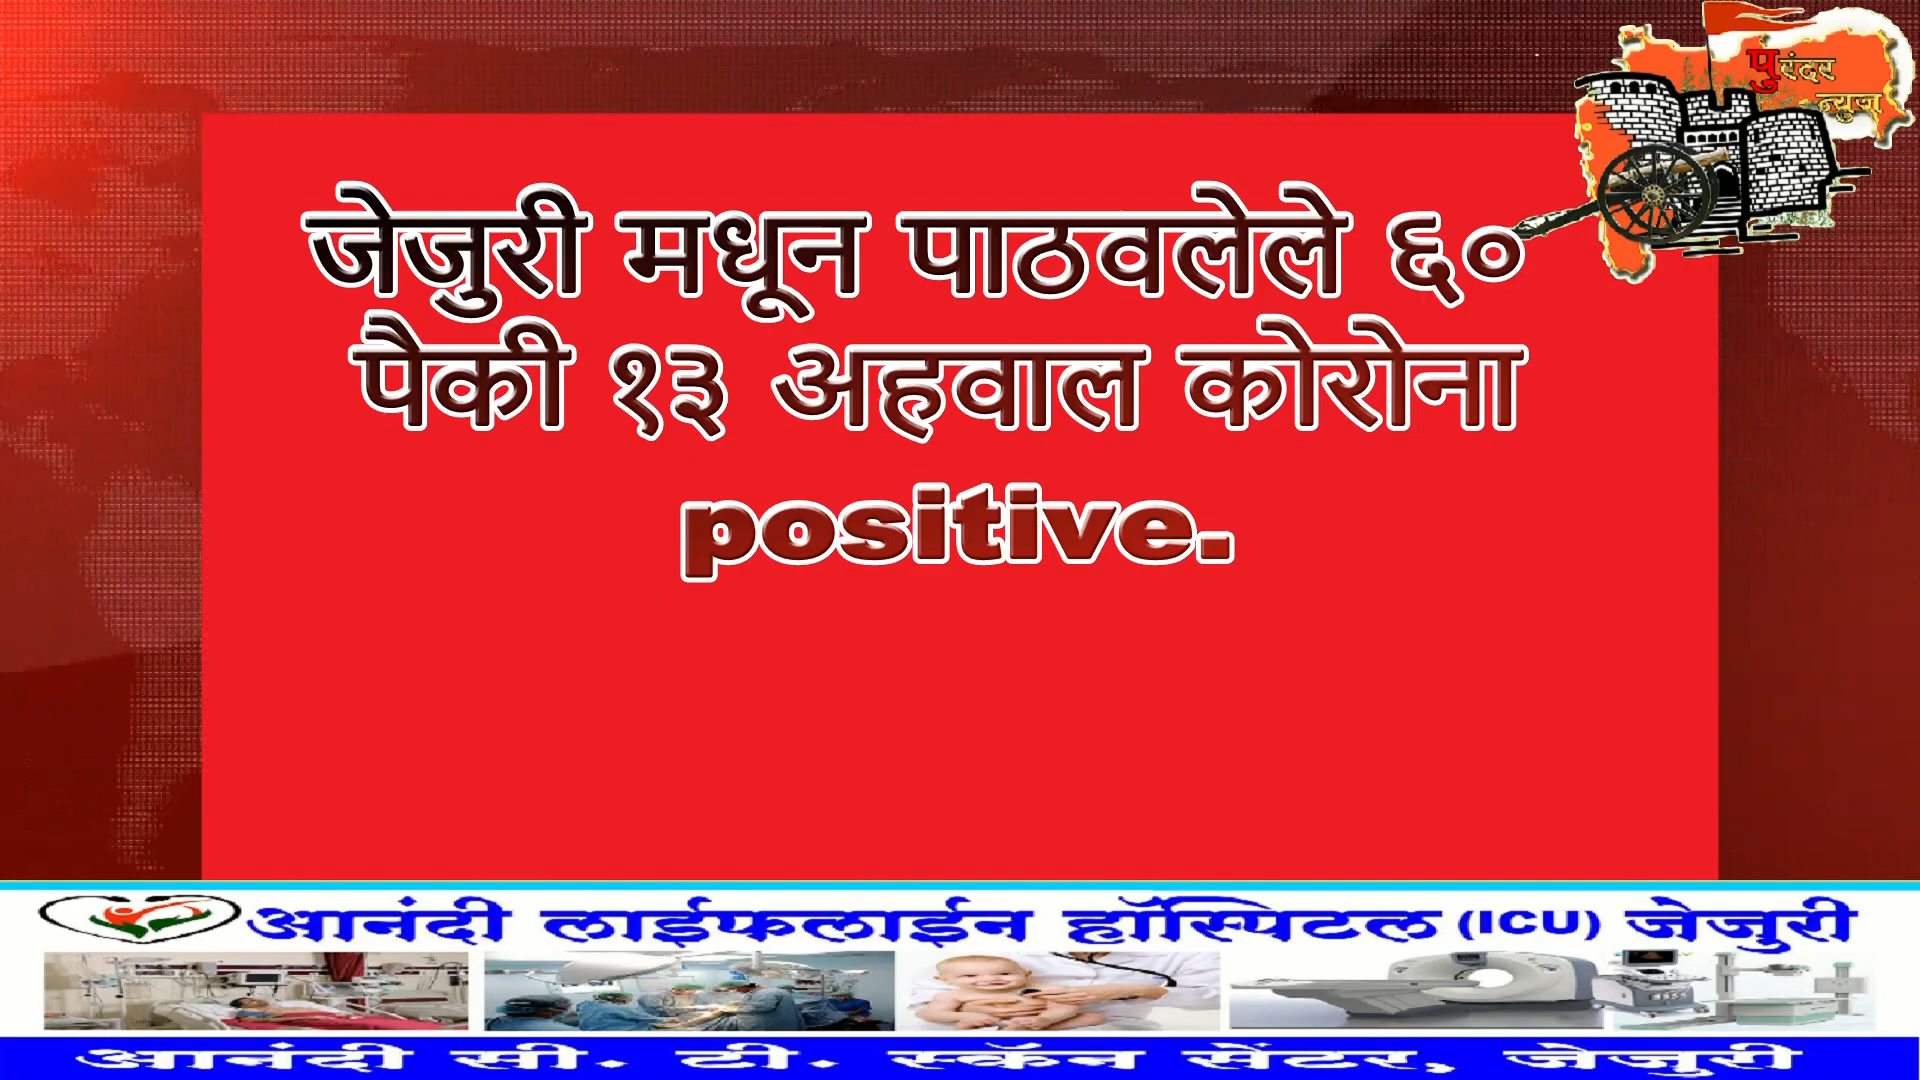 पुरंदर
न्युज
जेजुरी मधून पाठवलेले ६०
पैकी १३ अहवाल कोरोना
positive.
आनंदी लाईफलाईन हॉस्पिटल (ICU) जेजुरी
आनंदी सी. टी. स्कॅन सेंटर, जेजुरी